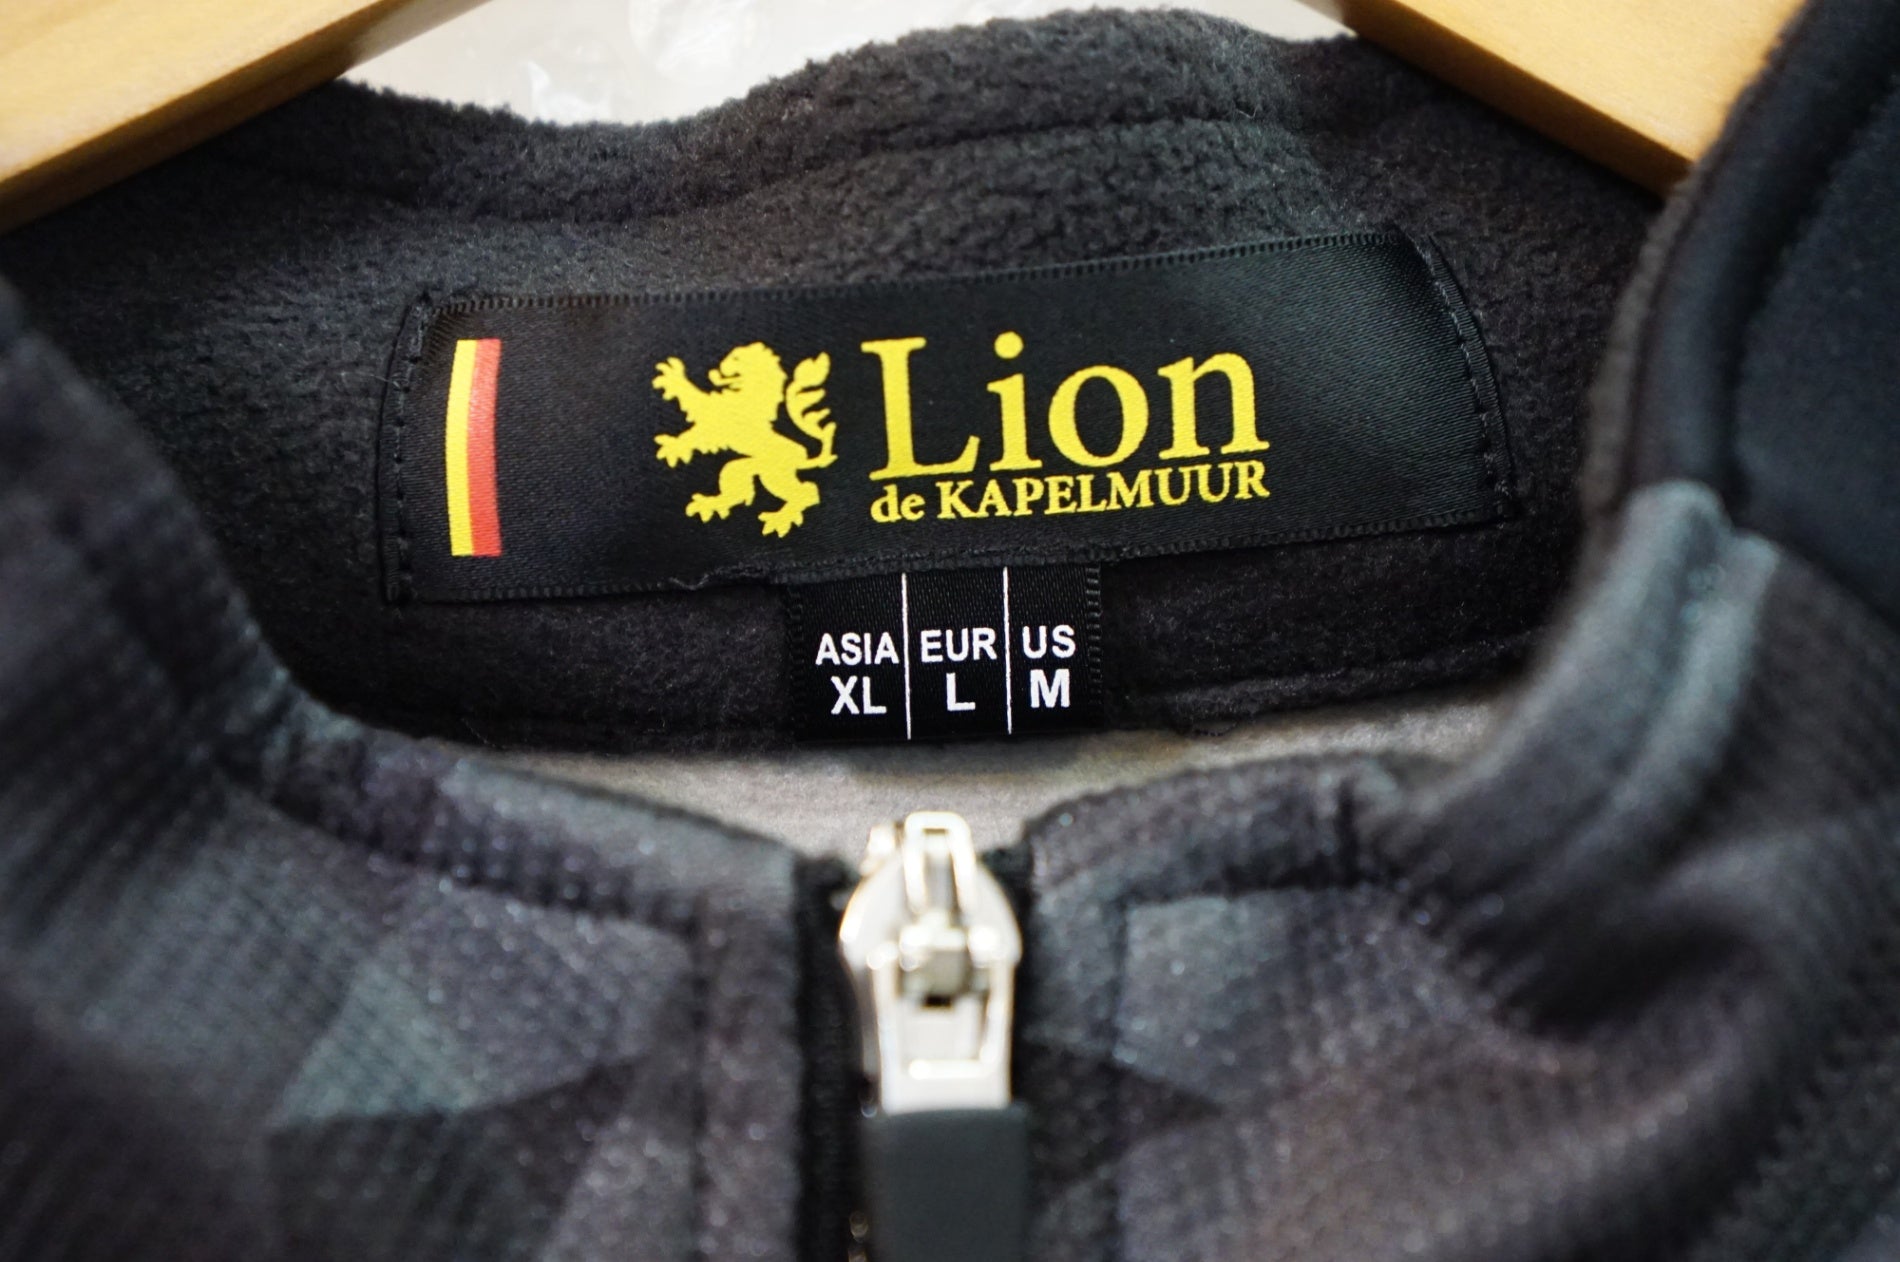 Lion
de KAPELMUUR
ASIA EUR US
XL L M